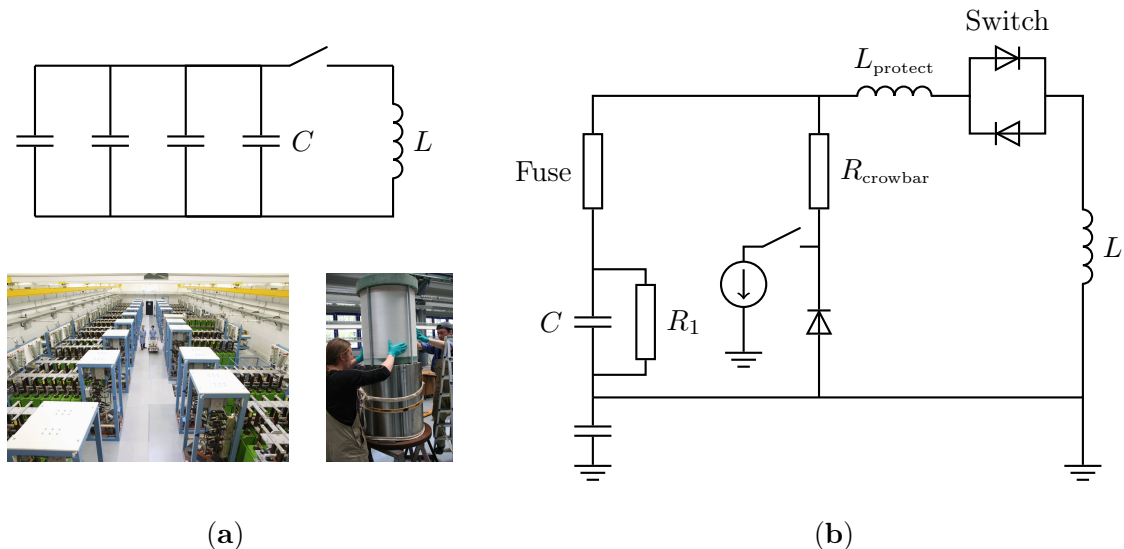 C
L
(a)
Switch
L_protect
Fuse
R_crowbar
C
R_1
L
(b)